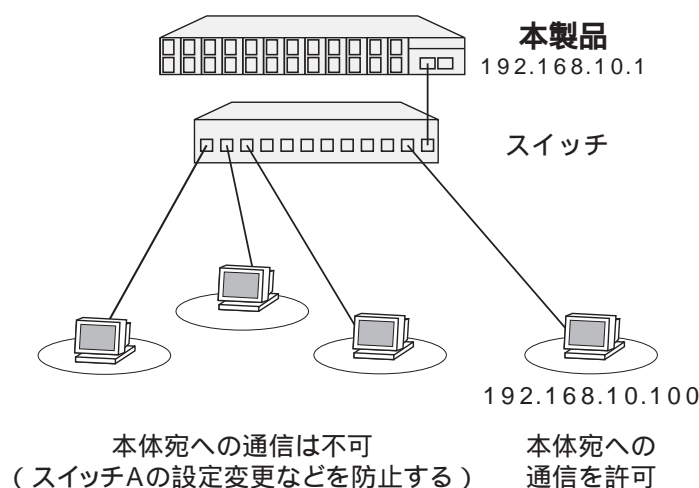 本製品
192.168.10.1
スイッチ
192.168.10.100
本体宛への通信は不可
(スイッチAの設定変更などを防止する)
本体宛への
通信を許可